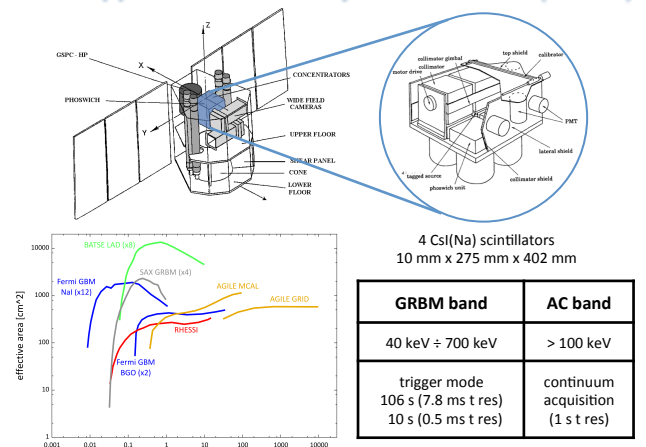 Z
GSPC - HP
X
CONCENTRATORS
PHOSWICH
WIDE FIELD
CAMERAS
Y
UPPER FLOOR
SHEAR PANEL
CONE
LOWER
FLOOR
top shield
collimator gimbal
calibrator
collimator
motor drive
PMT
lateral shield
tagged source
phoswich unit
collimator shield
4 CsI(Na) scintillators
10 mm x 275 mm x 402 mm
GRBM band
AC band
40 keV ÷ 700 keV
> 100 keV
trigger mode
106 s (7.8 ms t res)
10 s (0.5 ms t res)
continuum
acquisition
(1 s t res)
effective area [cm^2]
10000
1000
100
10
1
BATSE LAD (x8)
SAX GRBM (x4)
Fermi GBM
NaI (x12)
AGILE MCAL
AGILE GRID
RHESSI
Fermi GBM
BGO (x2)
0.001
0.01
0.1
1
10
100
1000
10000